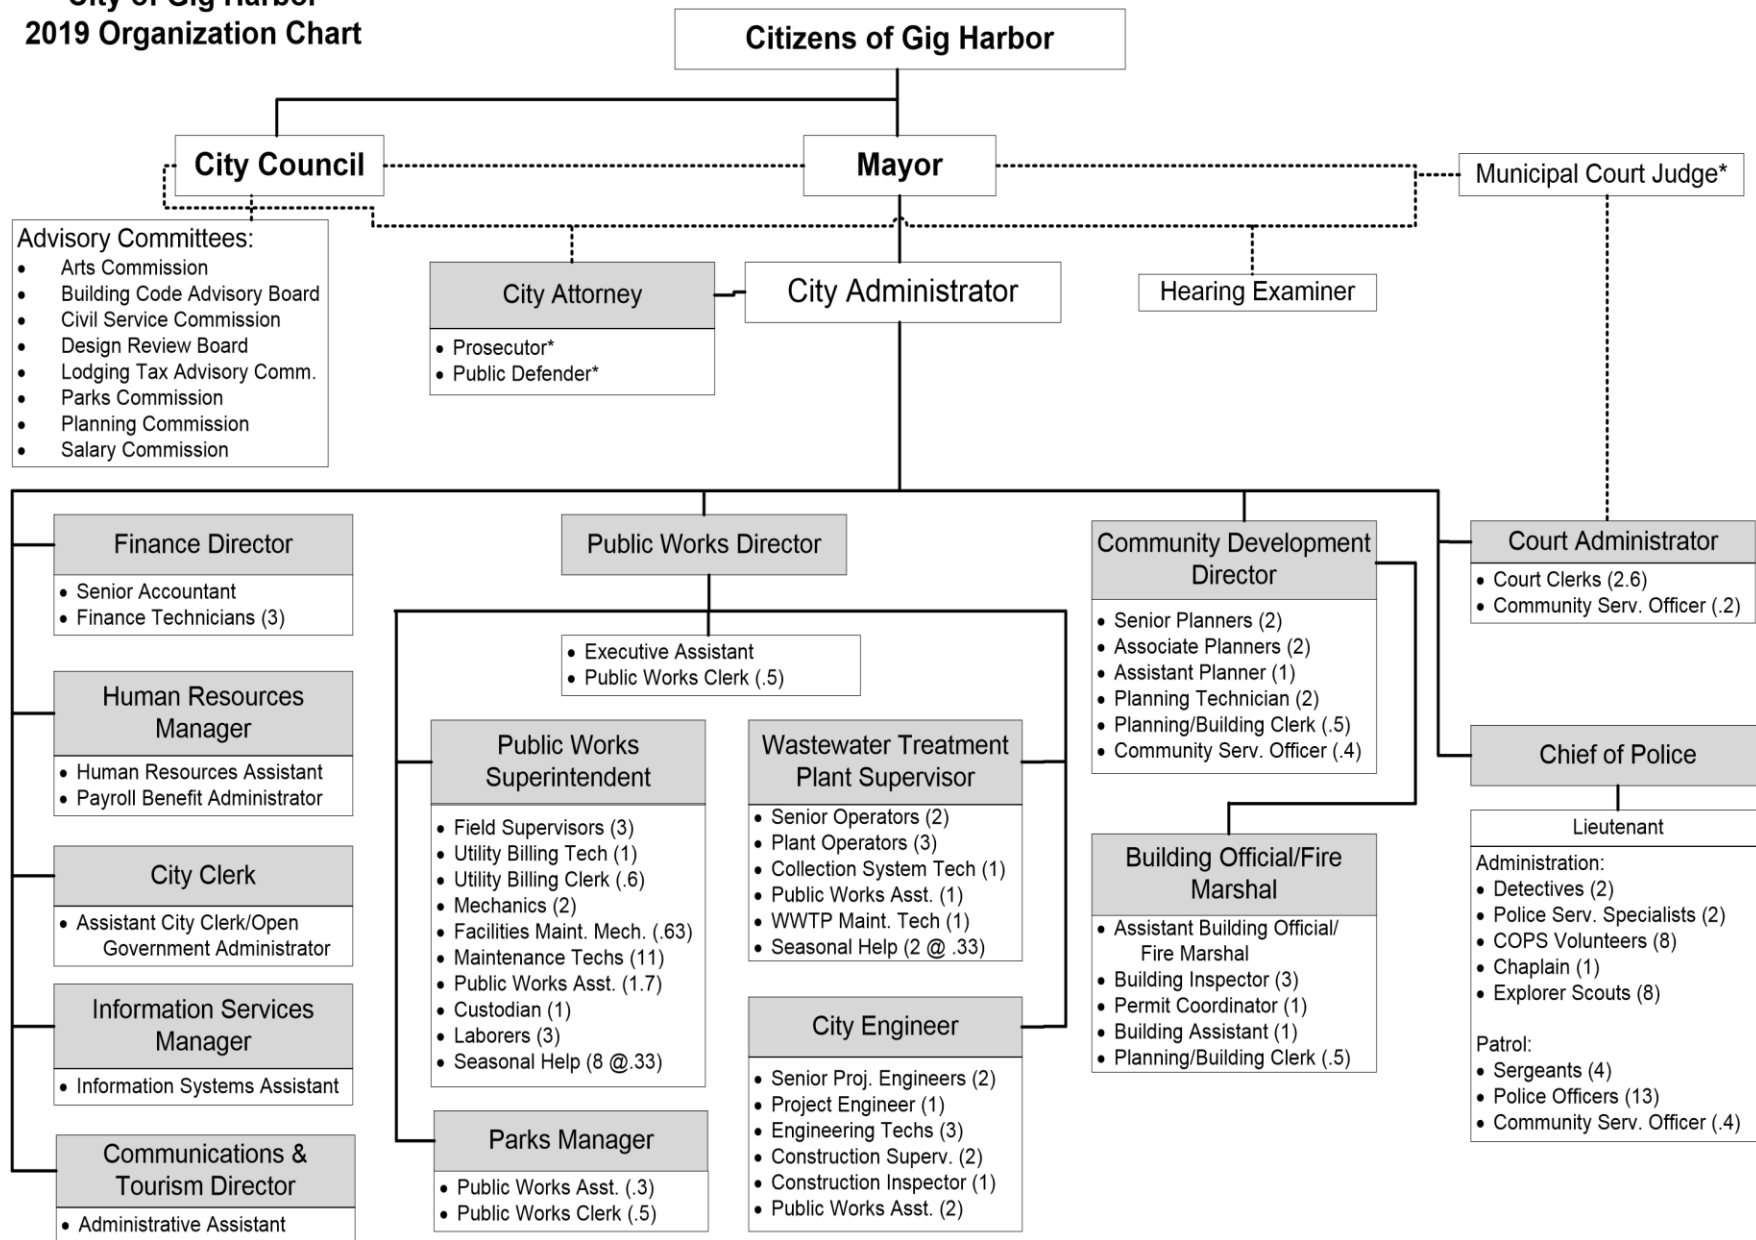 City of Gig Harbor
2019 Organization Chart
Citizens of Gig Harbor
City Council
Mayor
Municipal Court Judge*
Advisory Committees:
• Arts Commission
• Building Code Advisory Board
• Civil Service Commission
• Design Review Board
• Lodging Tax Advisory Comm.
• Parks Commission
• Planning Commission
• Salary Commission
City Attorney
• Prosecutor*
• Public Defender*
City Administrator
Hearing Examiner
Finance Director
• Senior Accountant
• Finance Technicians (3)
Human Resources
Manager
• Human Resources Assistant
• Payroll Benefit Administrator
City Clerk
• Assistant City Clerk/Open
Government Administrator
Information Services
Manager
• Information Systems Assistant
Communications &
Tourism Director
• Administrative Assistant
Public Works Director
• Executive Assistant
• Public Works Clerk (.5)
Public Works
Superintendent
• Field Supervisors (3)
• Utility Billing Tech (1)
• Utility Billing Clerk (.6)
• Mechanics (2)
• Facilities Maint. Mech. (.63)
• Maintenance Techs (11)
• Public Works Asst. (1.7)
• Custodian (1)
• Laborers (3)
• Seasonal Help (8 @.33)
Parks Manager
• Public Works Asst. (.3)
• Public Works Clerk (.5)
Wastewater Treatment
Plant Supervisor
• Senior Operators (2)
• Plant Operators (3)
• Collection System Tech (1)
• Public Works Asst. (1)
• WWTP Maint. Tech (1)
• Seasonal Help (2 @ .33)
City Engineer
• Senior Proj. Engineers (2)
• Project Engineer (1)
• Engineering Techs (3)
• Construction Superv. (2)
• Construction Inspector (1)
• Public Works Asst. (2)
Community Development
Director
• Senior Planners (2)
• Associate Planners (2)
• Assistant Planner (1)
• Planning Technician (2)
• Planning/Building Clerk (.5)
• Community Serv. Officer (.4)
Building Official/Fire
Marshal
• Assistant Building Official/
Fire Marshal
• Building Inspector (3)
• Permit Coordinator (1)
• Building Assistant (1)
• Planning/Building Clerk (.5)
Court Administrator
• Court Clerks (2.6)
• Community Serv. Officer (.2)
Chief of Police
Lieutenant
Administration:
• Detectives (2)
• Police Serv. Specialists (2)
• COPS Volunteers (8)
• Chaplain (1)
• Explorer Scouts (8)
Patrol:
• Sergeants (4)
• Police Officers (13)
• Community Serv. Officer (.4)